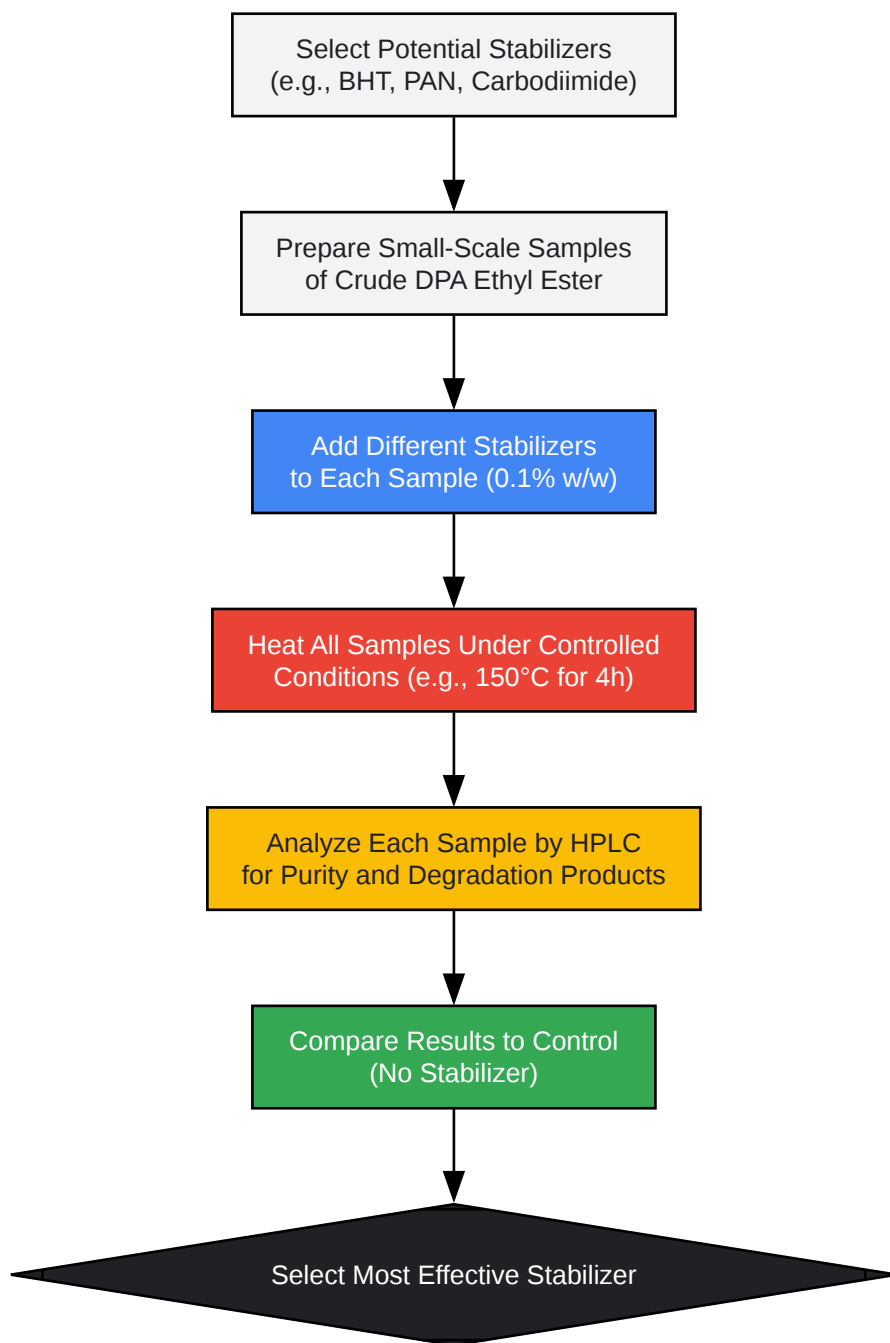 Select Potential Stabilizers
(e.g., BHT, PAN, Carbodiimide)
Prepare Small-Scale Samples
of Crude DPA Ethyl Ester
Add Different Stabilizers
to Each Sample (0.1% w/w)
Heat All Samples Under Controlled
Conditions (e.g., 150°C for 4h)
Analyze Each Sample by HPLC
for Purity and Degradation Products
Compare Results to Control
(No Stabilizer)
Select Most Effective Stabilizer